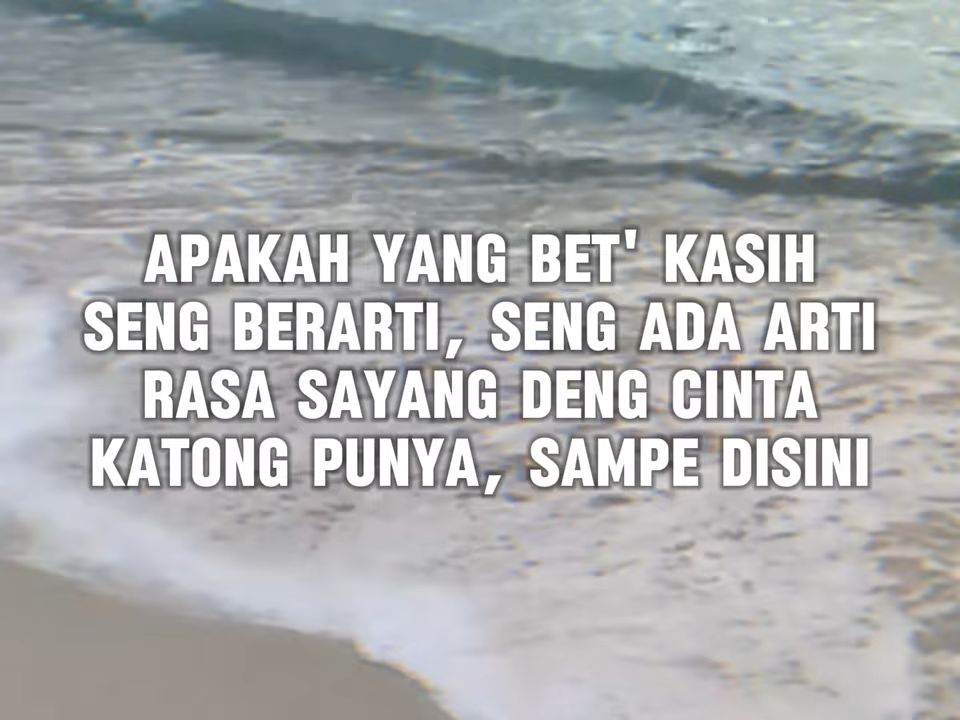 APAKAH YANG BET' KASIH
SENG BERARTI, SENG ADA ARTI
RASA SAYANG DENG CINTA
KATONG PUNYA, SAMPE DISINI